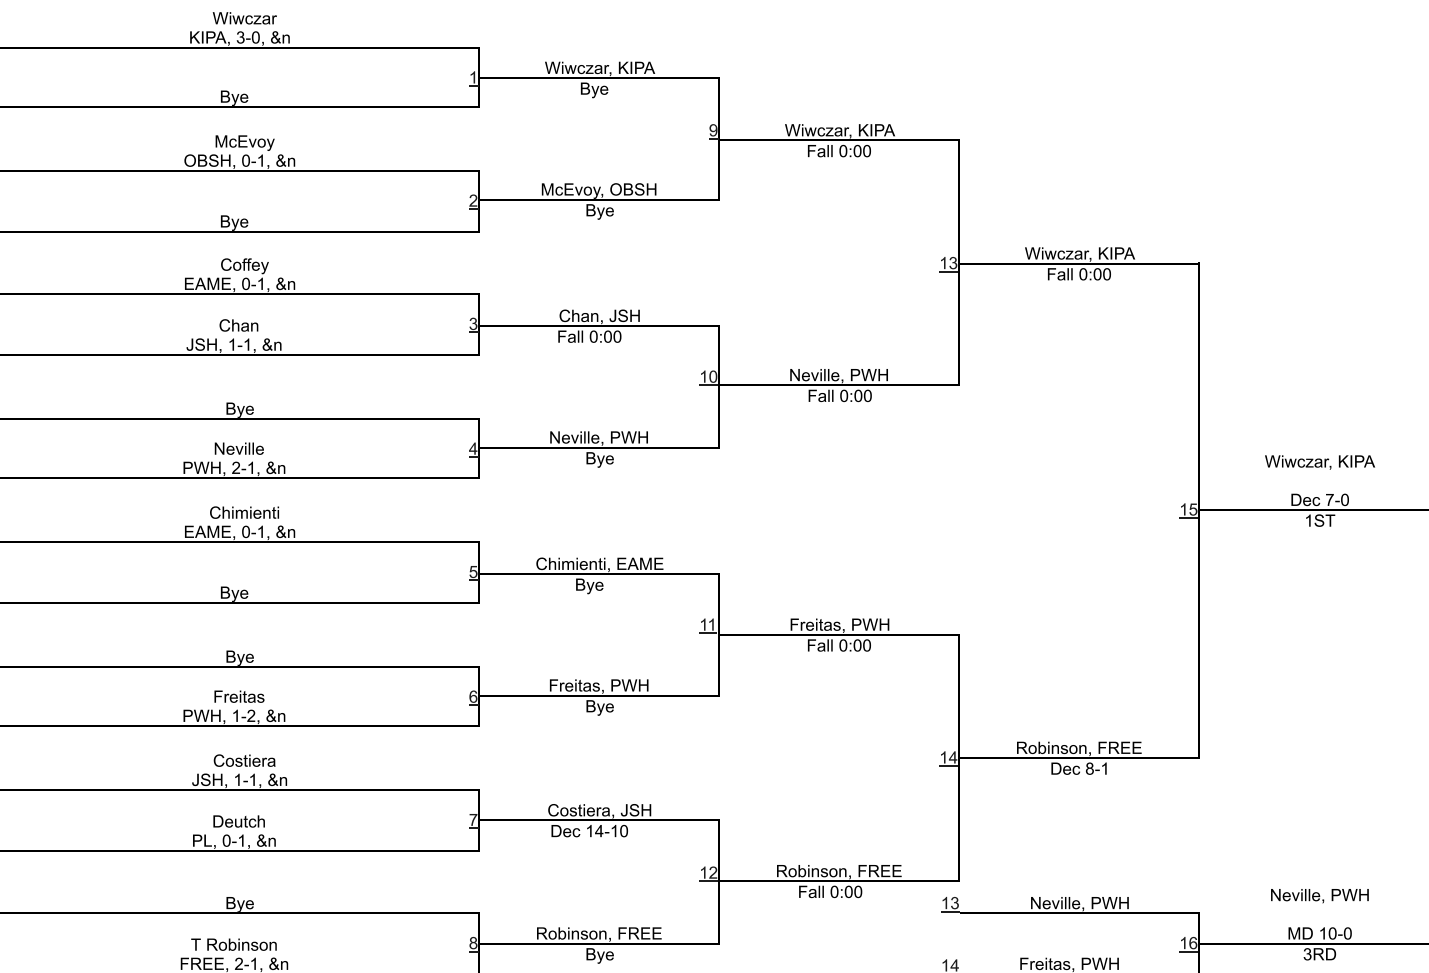 Wiwczar
KIPA, 3-0, &n
1
Bye
McEvoy
OBSH, 0-1, &n
2
Bye
Coffey
EAME, 0-1, &n
3
Chan
JSH, 1-1, &n
Bye
4
Neville
PWH, 2-1, &n
Chimienti
EAME, 0-1, &n
5
Bye
Bye
6
Freitas
PWH, 1-2, &n
Costiera
JSH, 1-1, &n
7
Deutch
PL, 0-1, &n
Bye
8
T Robinson
FREE, 2-1, &n
Wiwczar, KIPA
Bye
9
McEvoy, OBSH
Bye
Chan, JSH
Fall 0:00
10
Neville, PWH
Bye
Chimienti, EAME
Bye
11
Freitas, PWH
Bye
Costiera, JSH
Dec 14-10
12
Robinson, FREE
Bye
Wiwczar, KIPA
Fall 0:00
13
Neville, PWH
Fall 0:00
Freitas, PWH
Fall 0:00
14
Robinson, FREE
Fall 0:00
Wiwczar, KIPA
Fall 0:00
15
Robinson, FREE
Dec 8-1
Wiwczar, KIPA
Dec 7-0
1ST
13
Neville, PWH
16
14
Freitas, PWH
Neville, PWH
MD 10-0
3RD